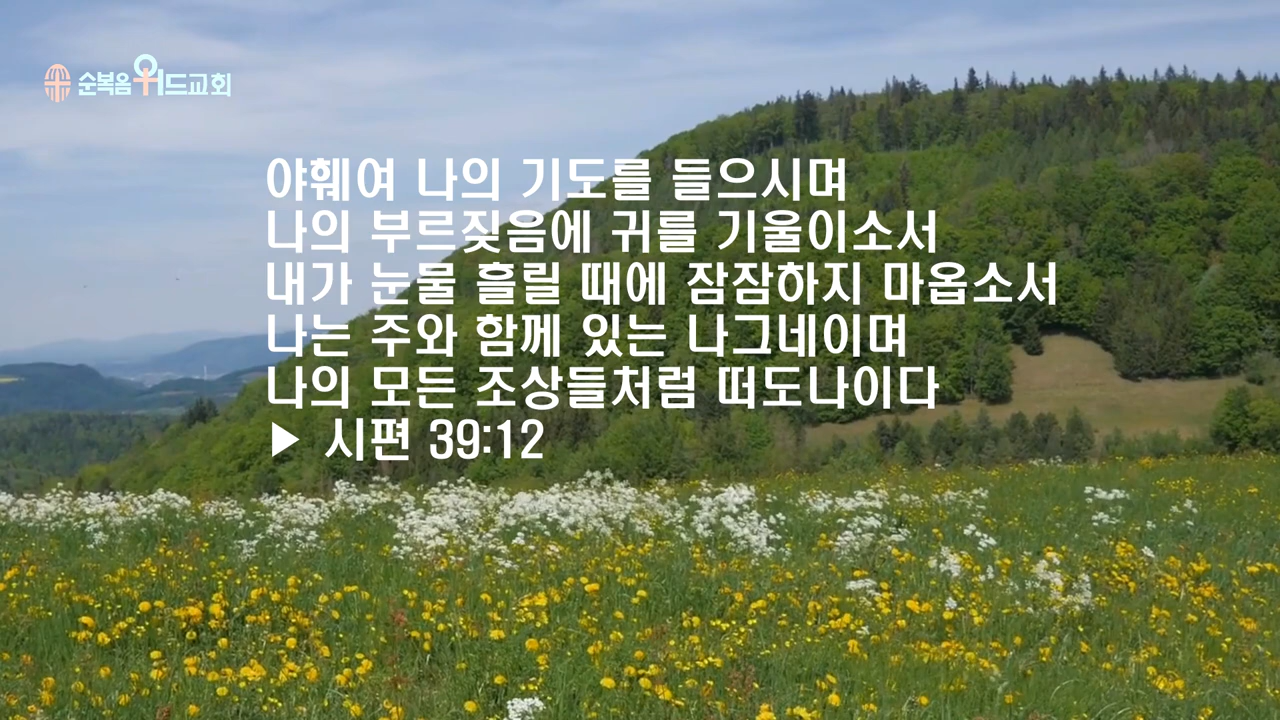 순복음위드교회
야훼여 나의 기도를 들으시며
나의 부르짖음에 귀를 기울이소서
내가 눈물 흘릴 때에 잠잠하지 마옵소서
나는 주와 함께 있는 나그네이며
나의 모든 조상들처럼 떠도나이다
▶ 시편 39:12